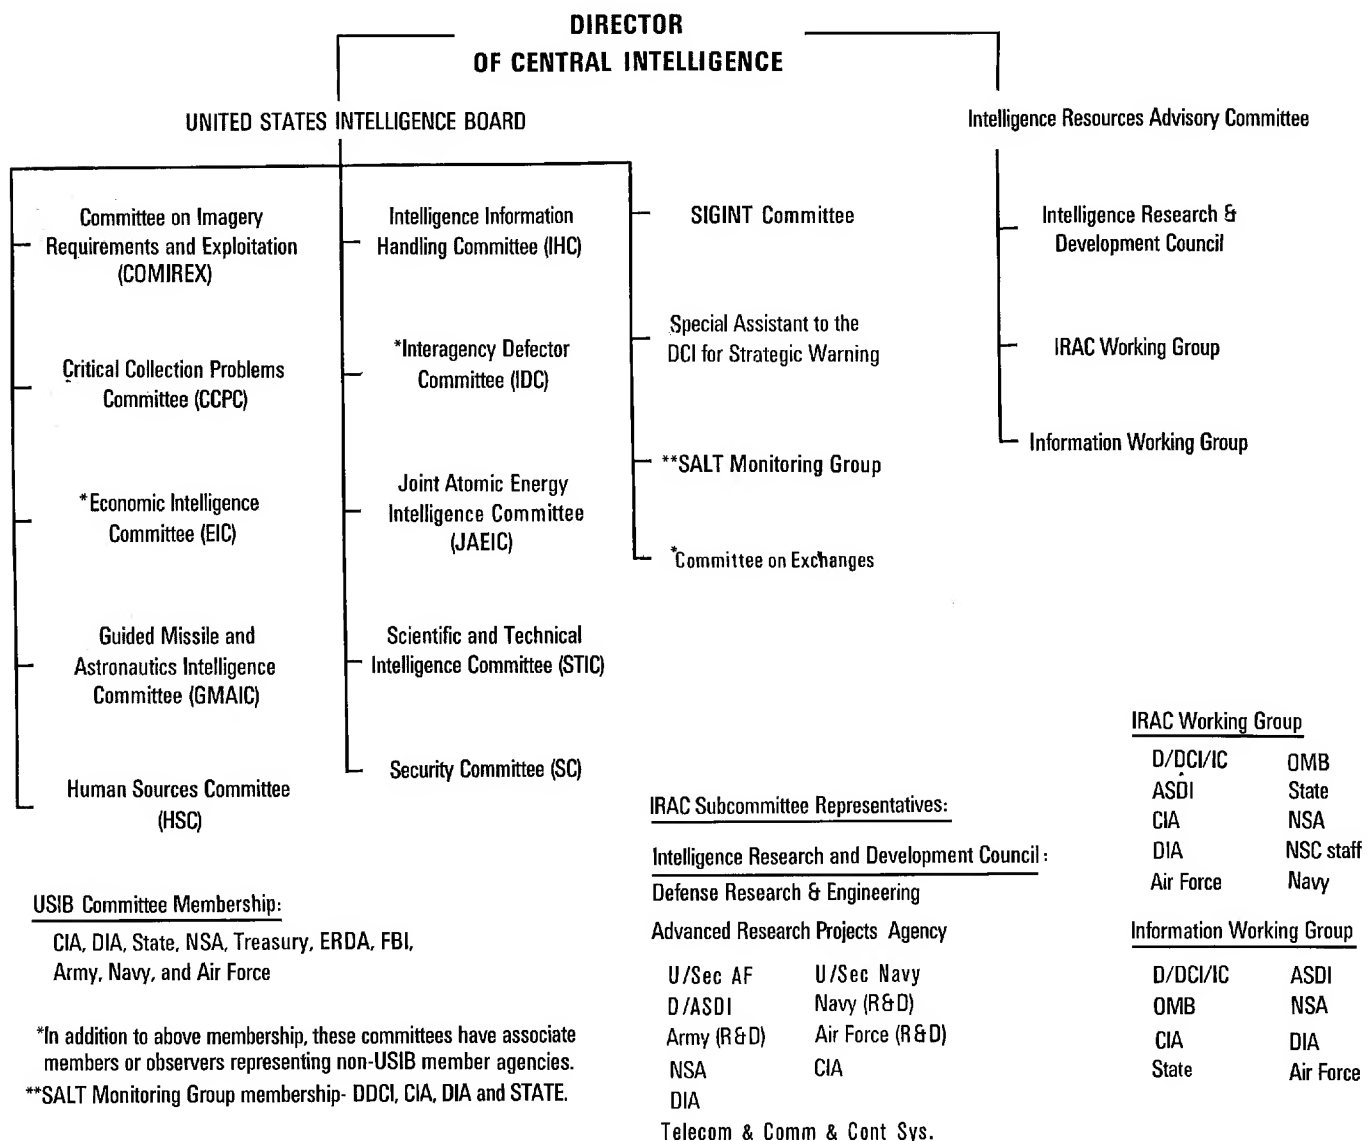 DIRECTOR
OF CENTRAL INTELLIGENCE
UNITED STATES INTELLIGENCE BOARD
Committee on Imagery
Requirements and Exploitation
(COMIREX)
Critical Collection Problems
Committee (CCPC)
*Economic Intelligence
Committee (EIC)
Guided Missile and
Astronautics Intelligence
Committee (GMAIC)
Human Sources Committee
(HSC)
Intelligence Information
Handling Committee (IHC)
*Interagency Defector
Committee (IDC)
Joint Atomic Energy
Intelligence Committee
(JAEIC)
Scientific and Technical
Intelligence Committee (STIC)
Security Committee (SC)
SIGINT Committee
Special Assistant to the
DCI for Strategic Warning
**SALT Monitoring Group
*Committee on Exchanges
Intelligence Resources Advisory Committee
Intelligence Research &
Development Council
IRAC Working Group
Information Working Group
USIB Committee Membership:
CIA, DIA, State, NSA, Treasury, ERDA, FBI,
Army, Navy, and Air Force
*In addition to above membership, these committees have associate
members or observers representing non-USIB member agencies.
**SALT Monitoring Group membership- DDCI, CIA, DIA and STATE.
IRAC Subcommittee Representatives:
Intelligence Research and Development Council:
Defense Research & Engineering
Advanced Research Projects Agency
U/Sec AF U/Sec Navy
D/ASDI Navy (R&D)
Army (R&D) Air Force (R&D)
NSA CIA
DIA
Telecom & Comm & Cont Sys.
IRAC Working Group
D/DCI/IC OMB
ASDI State
CIA NSA
DIA NSC staff
Air Force Navy
Information Working Group
D/DCI/IC ASDI
OMB NSA
CIA DIA
State Air Force